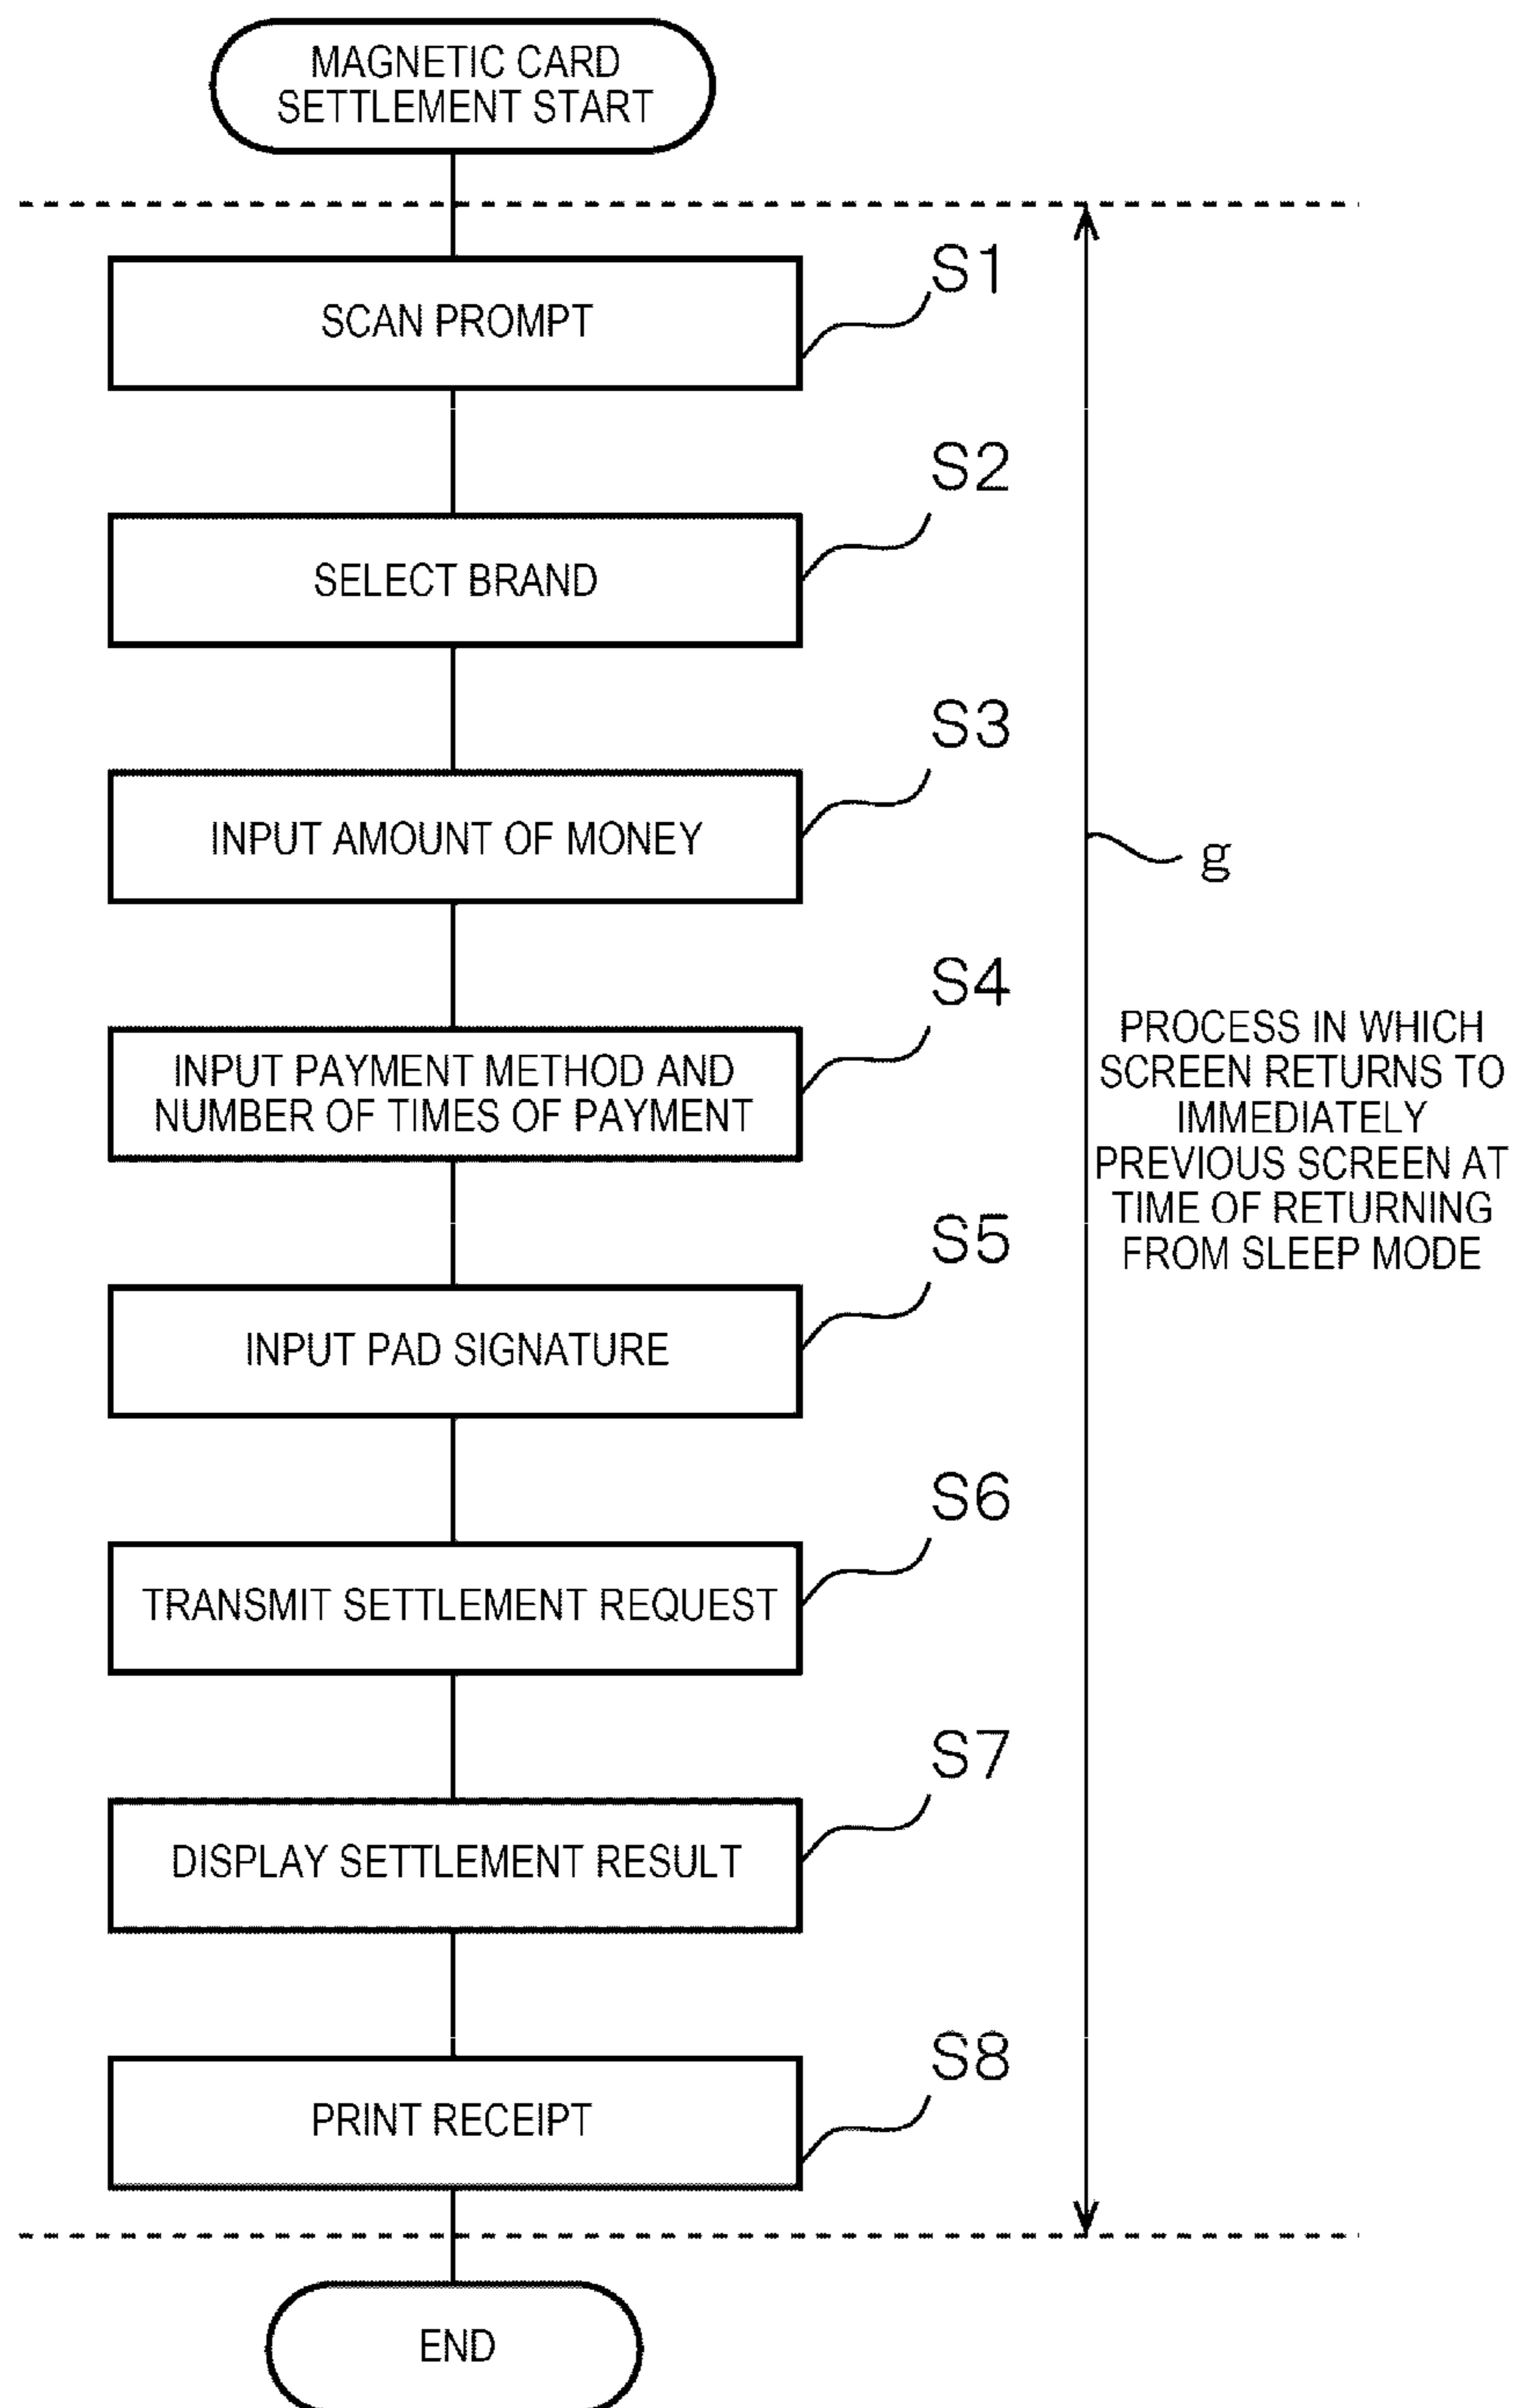 MAGNETIC CARD
SETTLEMENT START
S1
SCAN PROMPT
S2
SELECT BRAND
S3
INPUT AMOUNT OF MONEY
g
S4
INPUT PAYMENT METHOD AND
NUMBER OF TIMES OF PAYMENT
PROCESS IN WHICH
SCREEN RETURNS TO
IMMEDIATELY
PREVIOUS SCREEN AT
TIME OF RETURNING
FROM SLEEP MODE
S5
INPUT PAD SIGNATURE
S6
TRANSMIT SETTLEMENT REQUEST
S7
DISPLAY SETTLEMENT RESULT
S8
PRINT RECEIPT
END